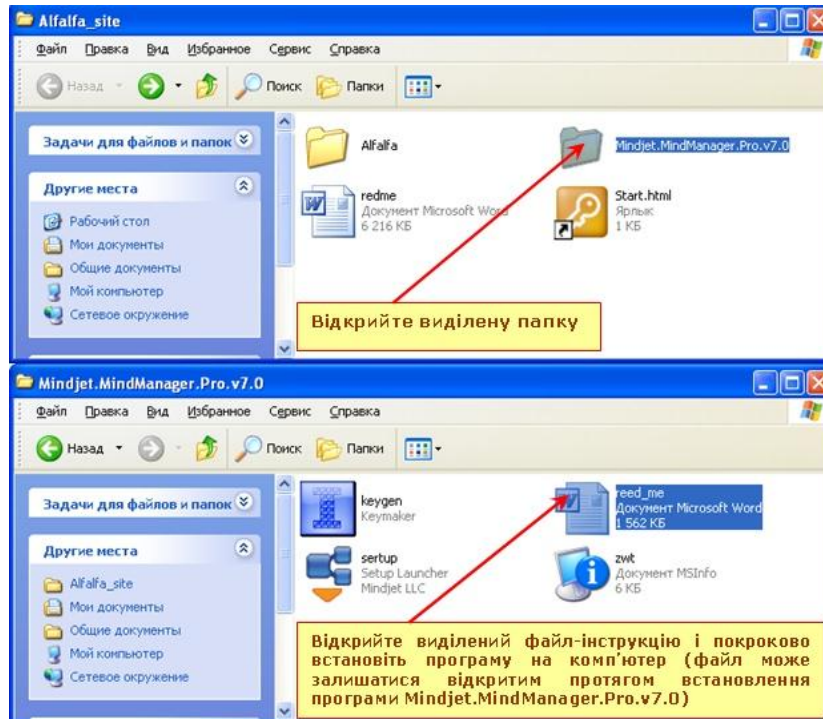 Alfalfa_site
Файл Правка Вид Избранное Сервис Справка
Назад Поиск Папки
Задачи для файлов и папок
Другие места
Рабочий стол
Мои документы
Общие документы
Мой компьютер
Сетевое окружение
Alfalfa
Mindjet.MindManager.Pro.v7.0
redme
Документ Microsoft Word
6 216 КБ
Start.html
Ярлык
1 КБ
Відкрийте виділену папку
Mindjet.MindManager.Pro.v7.0
Файл Правка Вид Избранное Сервис Справка
Назад Поиск Папки
Задачи для файлов и папок
Другие места
Alfalfa_site
Мои документы
Общие документы
Мой компьютер
Сетевое окружение
keygen
Keymaker
reed_me
Документ Microsoft Word
1 562 КБ
sertup
Setup Launcher
Mindjet LLC
zwt
Документ MSInfo
6 КБ
Відкрийте виділений файл-інструкцію і покроково
встановіть програму на комп'ютер (файл може
залишатися відкритим протягом встановлення
програми Mindjet.MindManager.Pro.v7.0)